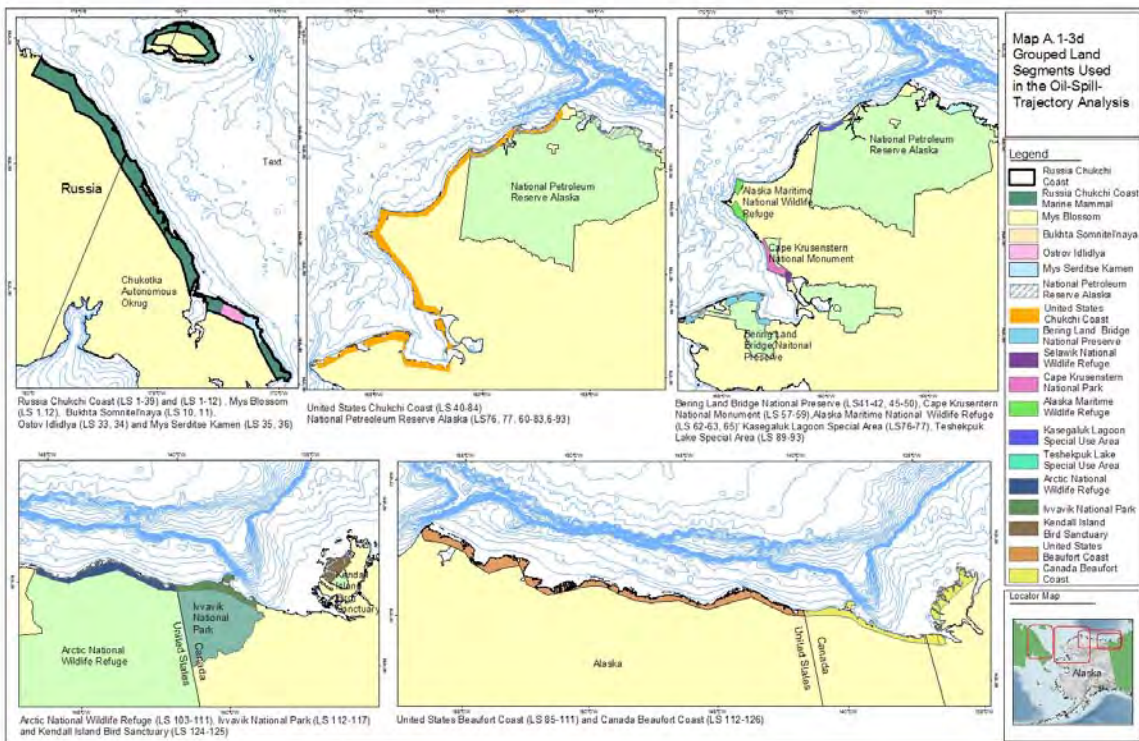 Map A.1-3d
Grouped Land
Segments Used
in the Oil-Spill-
Trajectory Analysis
Text
Russia
Chukotka
Autonomous
Okrug
Russia Chukchi Coast (LS 1-39) and (LS 1-12) , Mys Blossom
(LS 1,12), Bukhta Somnitel'naya (LS 10, 11),
Ostov Ididlya (LS 33, 34) and Mys Serditse Kamen (LS 35, 36)
National Petroleum
Reserve Alaska
United States Chukchi Coast (LS 40-84)
National Petreoleum Reserve Alaska (LS76, 77, 60-83,6-93)
National Petroleum
Reserve Alaska
Alaska Maritime
National Wildlife
Refuge
Cape Krusenstern
National Monument
Bering Land
Bridge Naitonal
Preserve
Bering Land Bridge National Preserve (LS41-42, 45-50), Cape Krusentern
National Monument (LS 57-59),Alaska Maritime National Wildlife Refuge
(LS 62-63, 65)' Kasegaluk Lagoon Special Area (LS76-77). Teshekpuk
Lake Special Area (LS 89-93)
Legend
Russia Chukchi
Coast
Russia Chukchi Coast
Marine Mammal
Mys Blossom
Bukhta Somnitel'naya
Ostrov Ididlya
Mys Serditse Kamen
National Petroleum
Reserve Alaska
United States
Chukchi Coast
Bering Land Bridge
National Preserve
Selawik National
Wildlife Refuge
Cape Krusenstern
National Park
Alaska Maritime
Wildlife Refuge
Kasegaluk Lagoon
Special Use Area
Teshekpuk Lake
Special Use Area
Arctic National
Wildlife Refuge
Ivvavik National Park
Kendall Island
Bird Sanctuary
United States
Beaufort Coast
Canada Beaufort
Coast
Arctic National
Wildlife Refuge
Ivvavik
National
Park
United States
Canada
Kendall
Island
Bird
Sanctuary
Arctic National Wildlife Refuge (LS 103-111), Ivvavik National Park (LS 112-117)
and Kendall Island Bird Sanctuary (LS 124-125)
Alaska
United States
Canada
United States Beaufort Coast (LS 85-111) and Canada Beaufort Coast (LS 112-126)
Locator Map
Alaska